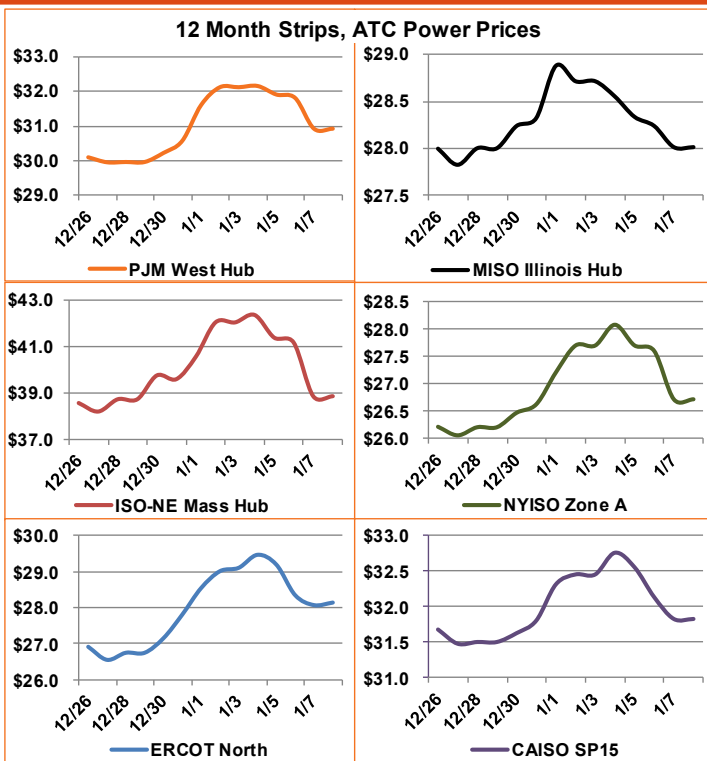 12 Month Strips, ATC Power Prices
$33.0
$32.0
$31.0
$30.0
$29.0
12/26 12/28 12/30 1/1 1/3 1/5 1/7
PJM West Hub
$29.0
$28.5
$28.0
$27.5
12/26 12/28 12/30 1/1 1/3 1/5 1/7
MISO Illinois Hub
$43.0
$41.0
$39.0
$37.0
12/26 12/28 12/30 1/1 1/3 1/5 1/7
ISO-NE Mass Hub
$28.5
$28.0
$27.5
$27.0
$26.5
$26.0
12/26 12/28 12/30 1/1 1/3 1/5 1/7
NYISO Zone A
$30.0
$29.0
$28.0
$27.0
$26.0
12/26 12/28 12/30 1/1 1/3 1/5 1/7
ERCOT North
$33.0
$32.5
$32.0
$31.5
$31.0
12/26 12/28 12/30 1/1 1/3 1/5 1/7
CAISO SP15